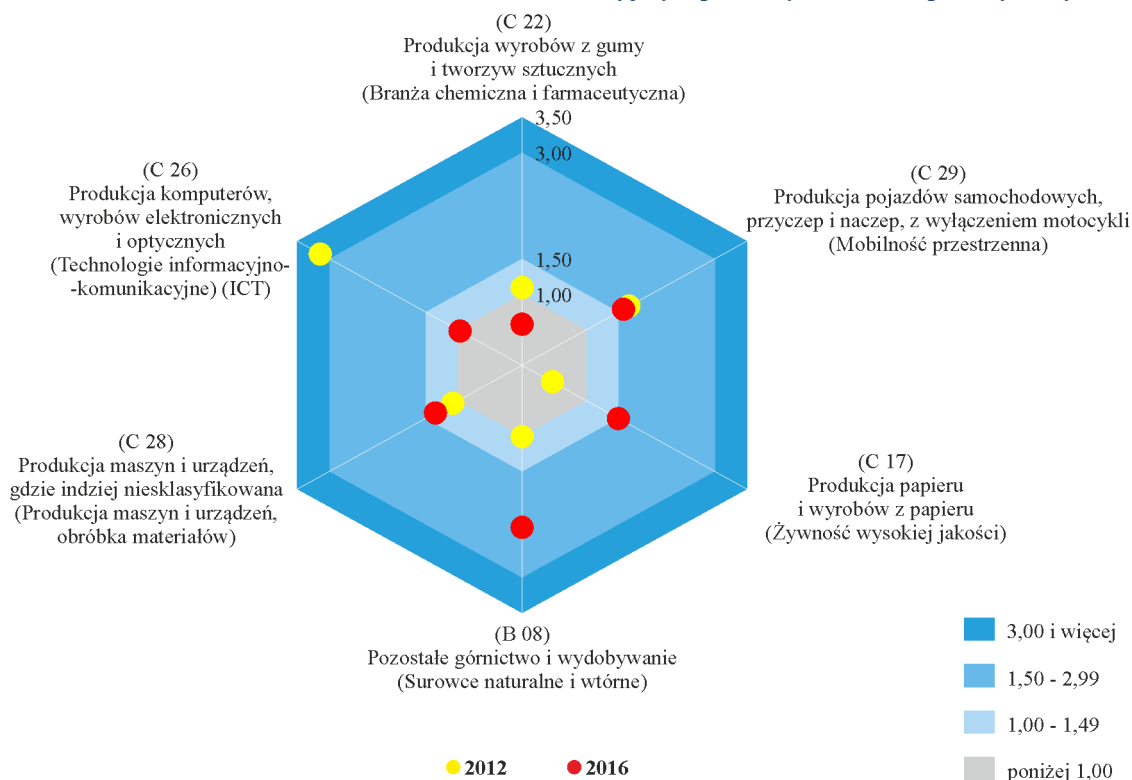 (C 22)
Produkcja wyrobów z gumy
i tworzyw sztucznych
(Branża chemiczna i farmaceutyczna)
3,50
3,00
1,50
1,00
(C 26)
Produkcja komputerów,
wyrobów elektronicznych
i optycznych
(Technologie informacyjno-
-komunikacyjne) (ICT)
(C 29)
Produkcja pojazdów samochodowych,
przyczep i naczep, z wyłączeniem motocykli
(Mobilność przestrzenna)
(C 28)
Produkcja maszyn i urządzeń,
gdzie indziej niesklasyfikowana
(Produkcja maszyn i urządzeń,
obróbka materiałów)
(C 17)
Produkcja papieru
i wyrobów z papieru
(Żywność wysokiej jakości)
(B 08)
Pozostałe górnictwo i wydobywanie
(Surowce naturalne i wtórne)
3,00 i więcej
1,50 - 2,99
1,00 - 1,49
poniżej 1,00
2012
2016